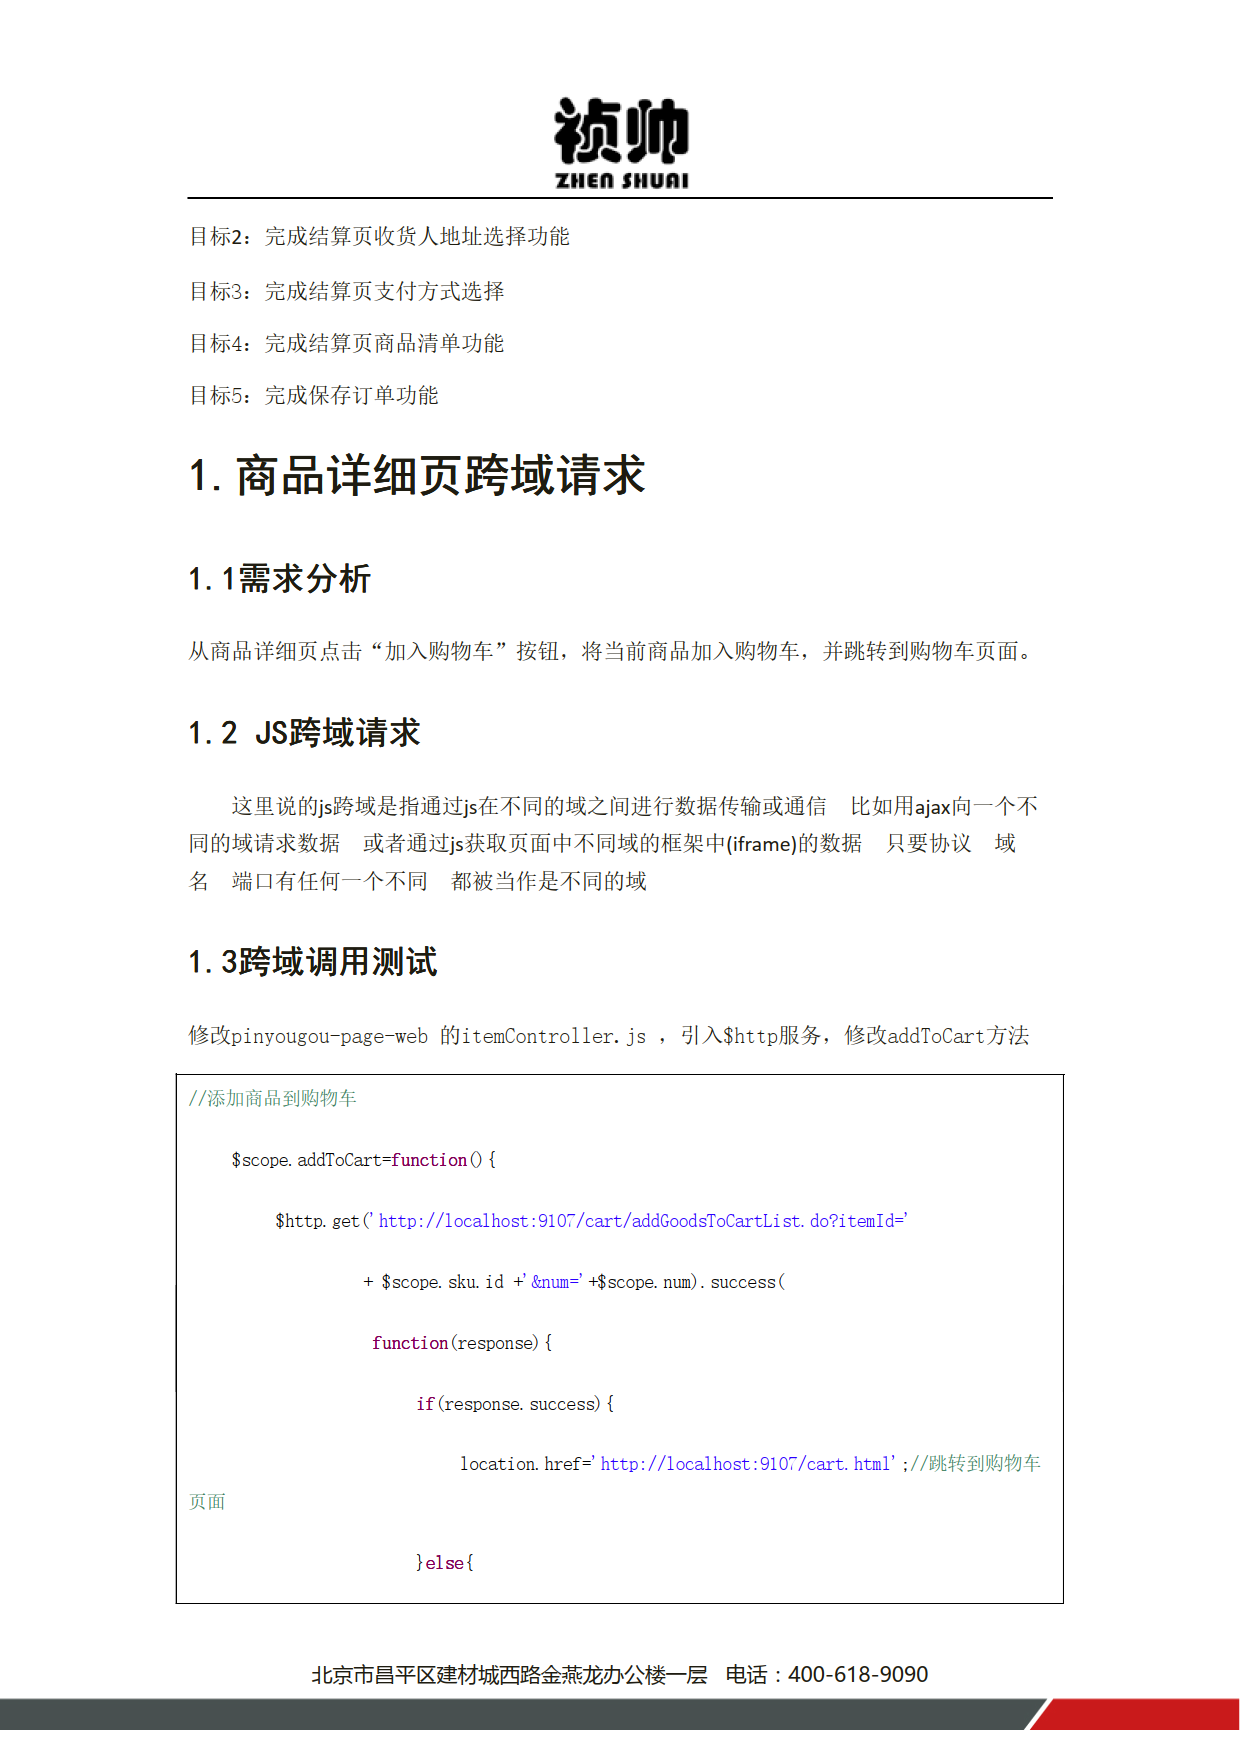 祯帅
ZHEN SHUAI
目标2：完成结算页收货人地址选择功能
目标3：完成结算页支付方式选择
目标4：完成结算页商品清单功能
目标5：完成保存订单功能
1.商品详细页跨域请求
1.1需求分析
从商品详细页点击“加入购物车”按钮，将当前商品加入购物车，并跳转到购物车页面。
1.2 JS跨域请求
这里说的js跨域是指通过js在不同的域之间进行数据传输或通信 比如用ajax向一个不
同的域请求数据 或者通过js获取页面中不同域的框架中(iframe)的数据 只要协议 域
名 端口有任何一个不同 都被当作是不同的域
1.3跨域调用测试
修改pinyougou-page-web 的itemController.js ，引入$http服务，修改addToCart方法
//添加商品到购物车
$scope.addToCart=function(){
$http.get('http://localhost:9107/cart/addGoodsToCartList.do?itemId='
+ $scope.sku.id +'&num='+$scope.num).success(
function(response){
if(response.success){
location.href='http://localhost:9107/cart.html';//跳转到购物车
页面
}else{
北京市昌平区建材城西路金燕龙办公楼一层 电话：400-618-9090